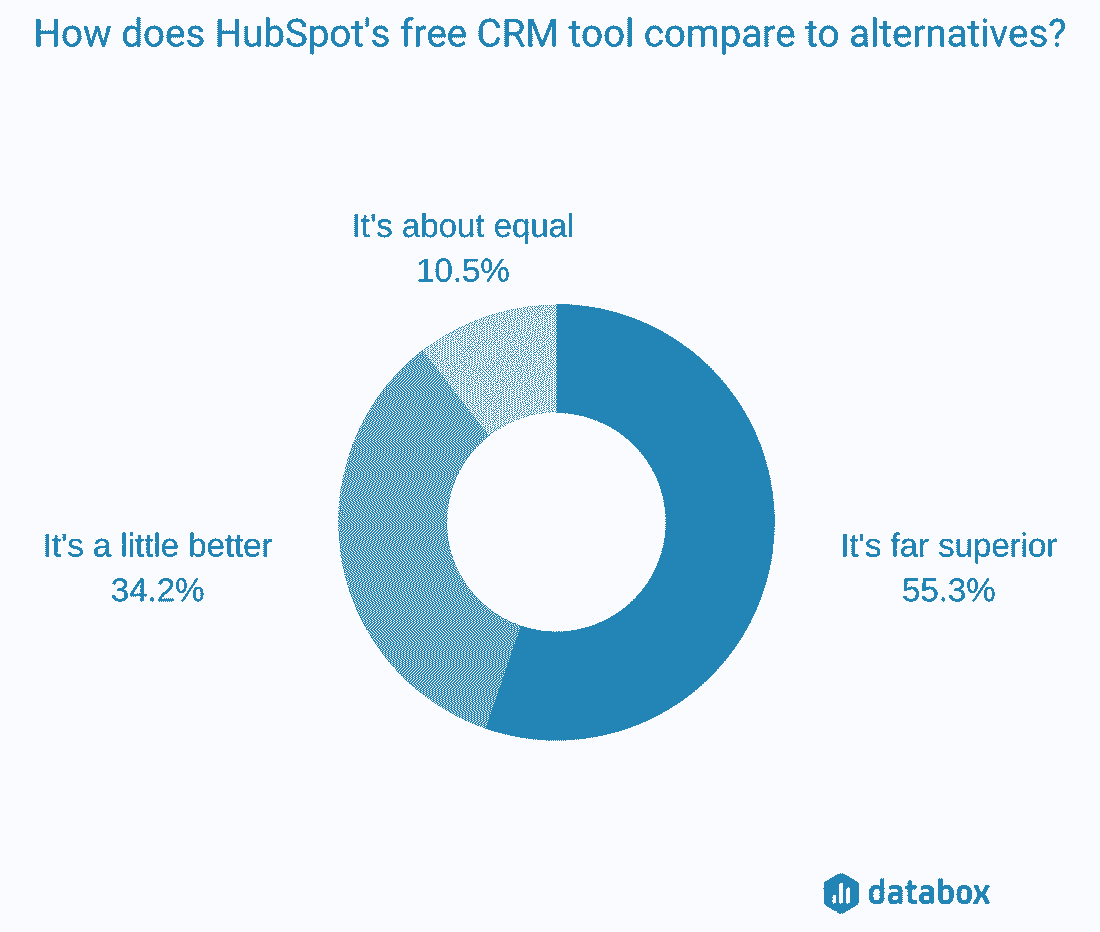 How does HubSpot's free CRM tool compare to alternatives?
It's about equal
10.5%
It's a little better
34.2%
It's far superior
55.3%
databox